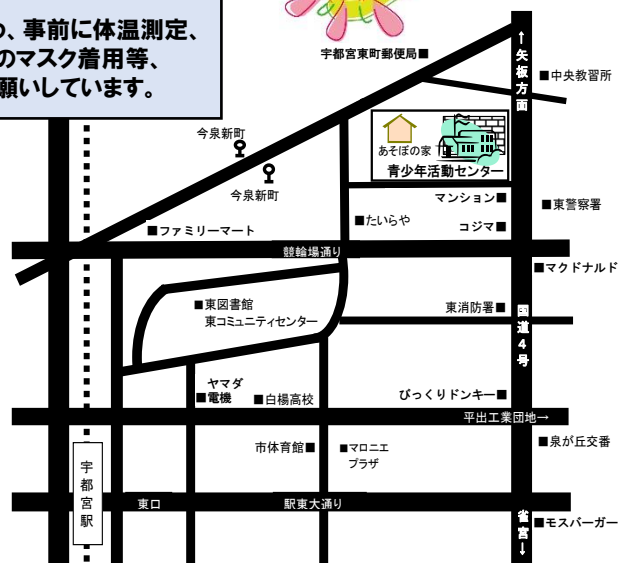 め、事前に体温測定、
のマスク着用等、
願いしています。
宇都宮東町郵便局■
↑矢板方面
■中央教習所
今泉新町
今泉新町
あそぼの家
青少年活動センター
マンション■
■東警察署
■たいらや
コジマ■
■ファミリーマート
競輪場通り
■マクドナルド
■東図書館
東コミュニティセンター
東消防署■
国道4号
ヤマダ
■電機
■白楊高校
びっくりドンキー■
平出工業団地→
市体育館■
■マロニエ
プラザ
■泉が丘交番
宇都宮駅
東口
駅東大通り
雀宮↓
■モスバーガー